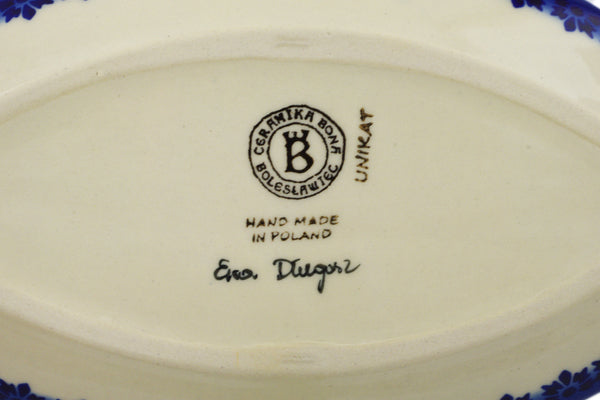 CERAMIKA BONA
B
BOLESŁAWIEC
UNIKAT
HAND MADE
IN POLAND
Ewa Długosz